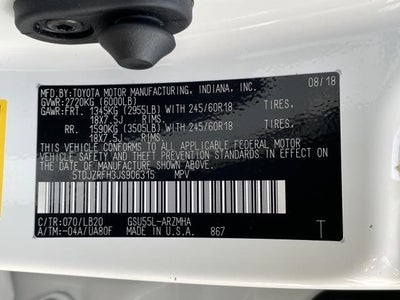 MFD.BY:TOYOTA MOTOR MANUFACTURING, INDIANA, INC. 08/18
GVWR:2720KG (6000LB)
GAWR:FRT. 1345KG (2955LB) WITH 245/60R18 TIRES,
18X7.5J RIMS.
RR. 1590KG (3505LB) WITH 245/60R18 TIRES,
18X7.5J RIMS.
THIS VEHICLE CONFORMS TO ALL APPLICABLE FEDERAL MOTOR
VEHICLE SAFETY STANDARDS IN EFFECT ON THE
DATE OF MANUFACTURE SHOWN ABOVE.
5TDJZRFH3JS906315 MPV
C/TR:070/LB20 GSU55L-ARZMHA T
A/TM:-04A/UA80F MADE IN U.S.A. 867